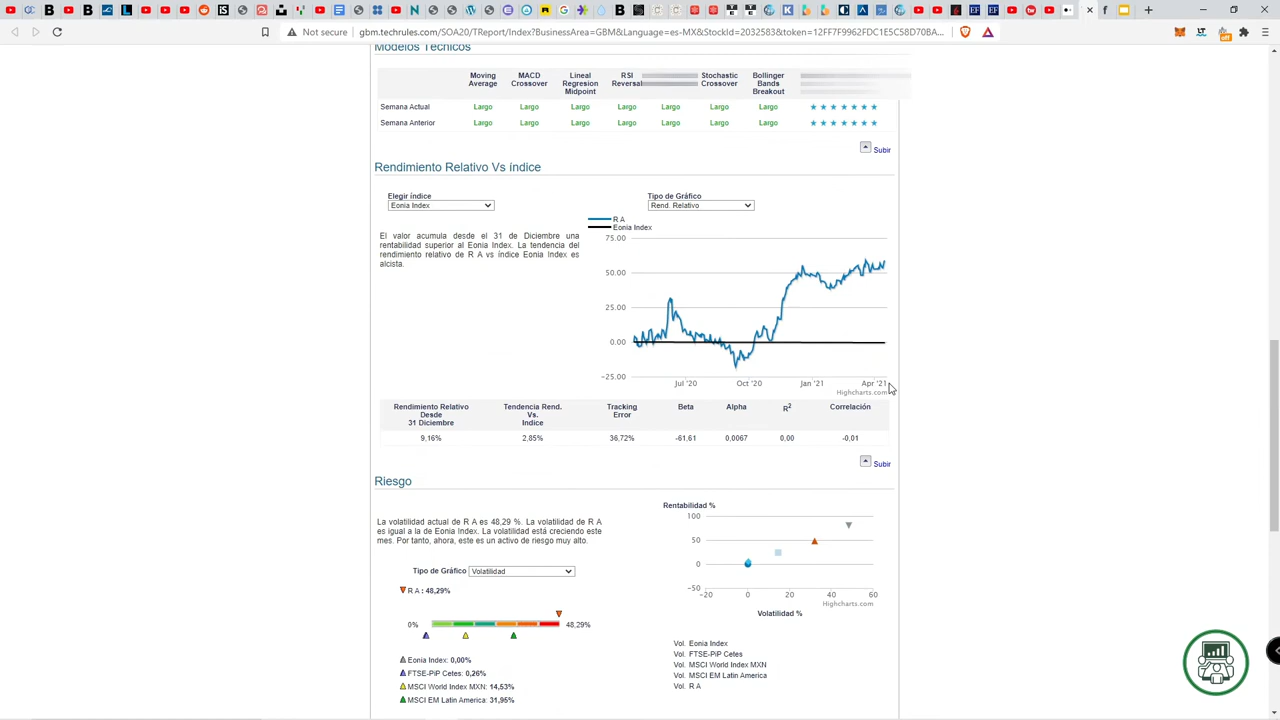 Not secure
gbm.techrules.com/SOA20/TReport/Index?BusinessArea=GBM&Language=es-MX&StockId=2032583&token=12FF7F9962FDC1E5C58D70BA...
Modelos Técnicos
Moving Average
MACD Crossover
Lineal Regresion Midpoint
RSI Reversal
Stochastic Crossover
Bollinger Bands Breakout
Semana Actual Largo Largo Largo Largo Largo Largo Largo
Semana Anterior Largo Largo Largo Largo Largo Largo Largo
Subir
Rendimiento Relativo Vs índice
Elegir índice
Eonia Index
Tipo de Gráfico
Rend. Relativo
El valor acumula desde el 31 de Diciembre una
rentabilidad superior al Eonia Index. La tendencia del
rendimiento relativo de R A vs índice Eonia Index es
alcista.
R A
Eonia Index
75.00
50.00
25.00
0.00
−25.00
Jul '20 Oct '20 Jan '21 Apr '21
Highcharts.com
Rendimiento Relativo Desde 31 Diciembre
Tendencia Rend. Vs. Indice
Tracking Error
Beta
Alpha
R2
Correlación
9,16% 2,85% 36,72% -61,61 0,0067 0,00 -0,01
Subir
Riesgo
La volatilidad actual de R A es 48,29 %. La volatilidad de R A
es igual a la de Eonia Index. La volatilidad está creciendo este
mes. Por tanto, ahora, este es un activo de riesgo muy alto.
Tipo de Gráfico Volatilidad
R A : 48,29%
0% 48,29%
Eonia Index: 0,00%
FTSE-PiP Cetes: 0,26%
MSCI World Index MXN: 14,53%
MSCI EM Latin America: 31,95%
Rentabilidad %
100
50
0
−50
−20 0 20 40 60
Highcharts.com
Volatilidad %
Vol. Eonia Index
Vol. FTSE-PiP Cetes
Vol. MSCI World Index MXN
Vol. MSCI EM Latin America
Vol. R A